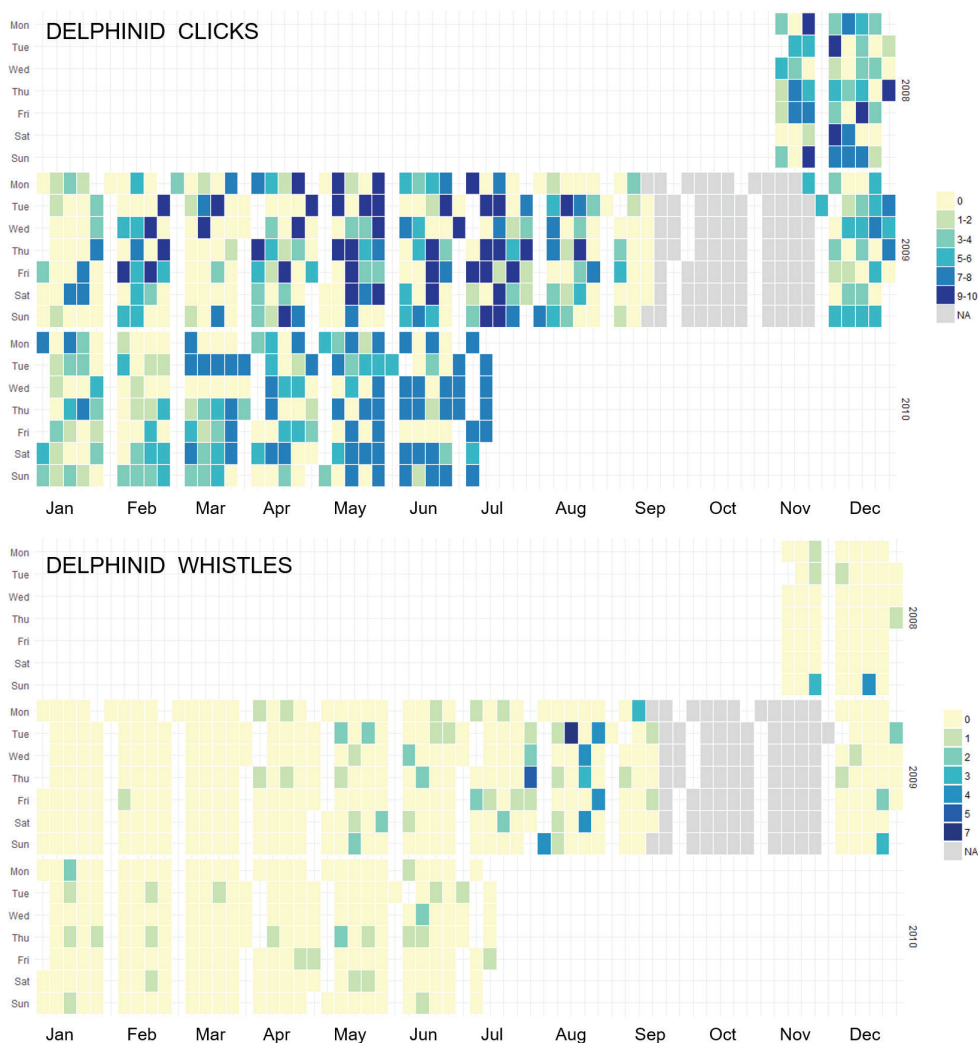 DELPHINID CLICKS
Mon
Tue
Wed
Thu
Fri
Sat
Sun
2008
Mon
Tue
Wed
Thu
Fri
Sat
Sun
2009
Mon
Tue
Wed
Thu
Fri
Sat
Sun
2010
0
1-2
3-4
5-6
7-8
9-10
NA
Jan Feb Mar Apr May Jun Jul Aug Sep Oct Nov Dec
DELPHINID WHISTLES
Mon
Tue
Wed
Thu
Fri
Sat
Sun
2008
Mon
Tue
Wed
Thu
Fri
Sat
Sun
2009
Mon
Tue
Wed
Thu
Fri
Sat
Sun
2010
0
1
2
3
4
5
7
NA
Jan Feb Mar Apr May Jun Jul Aug Sep Oct Nov Dec